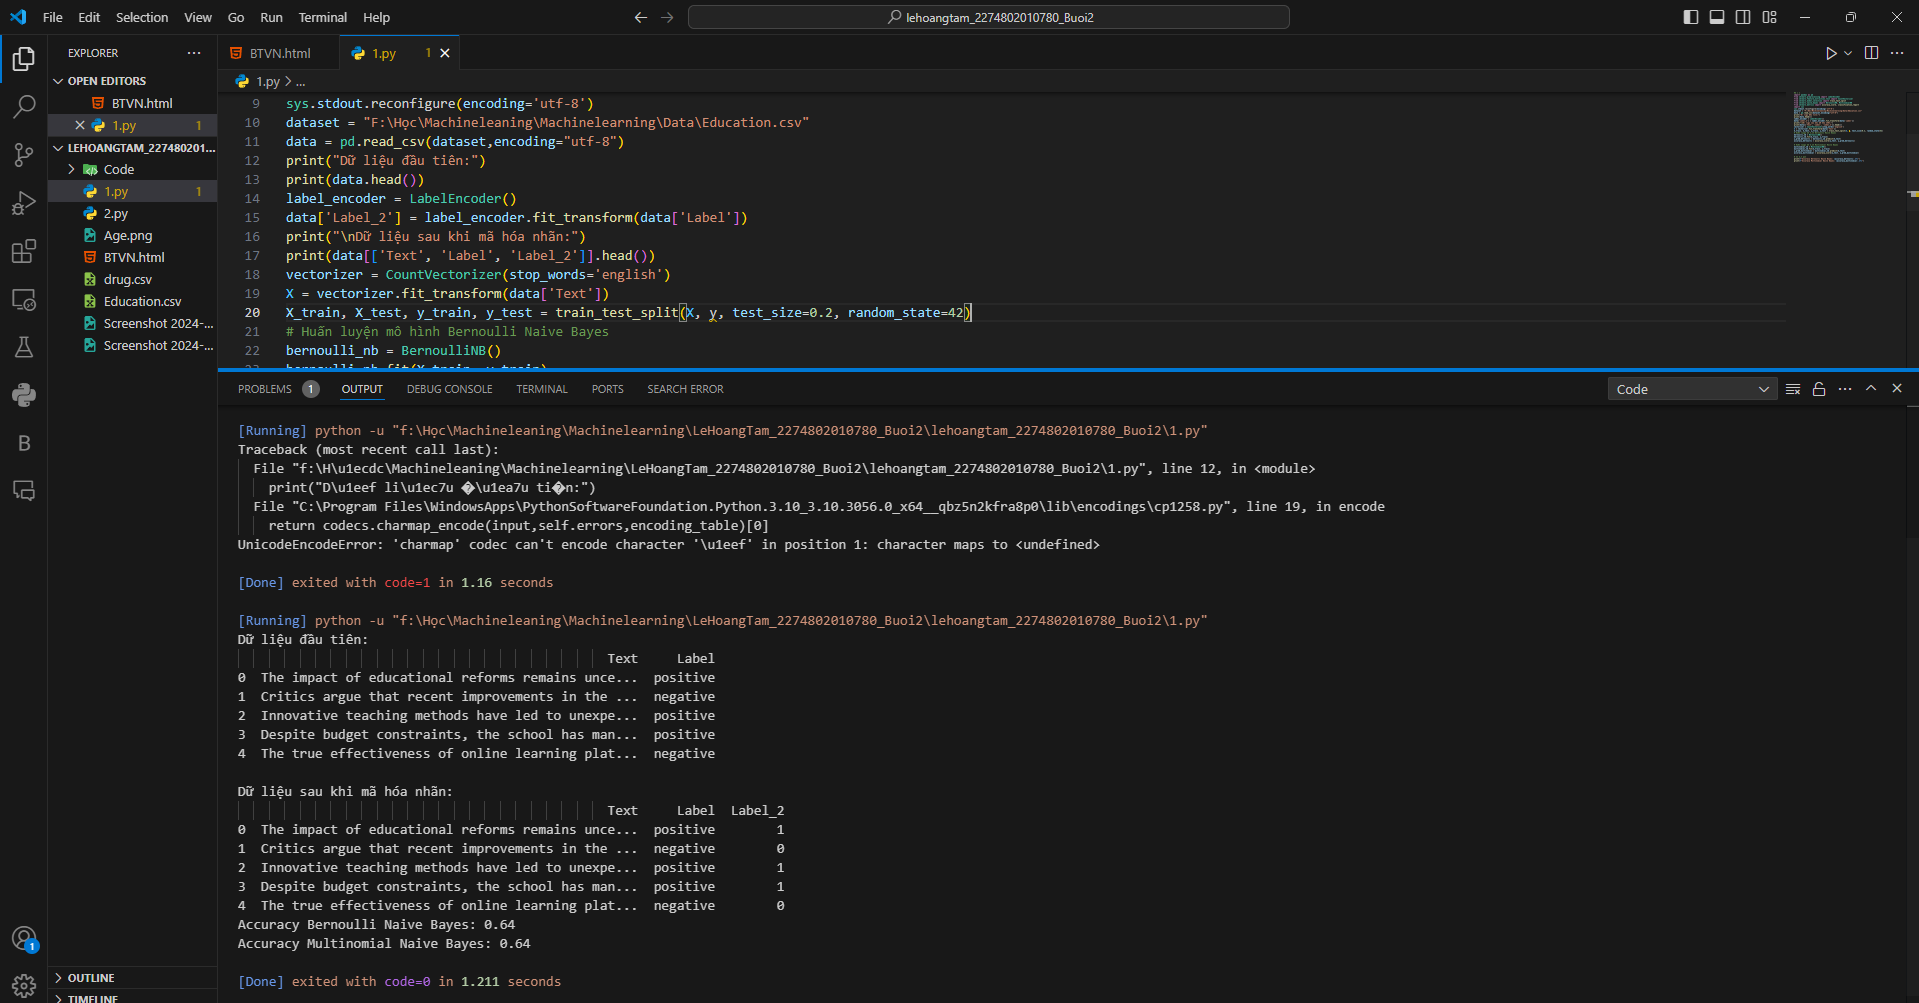 File Edit Selection View Go Run Terminal Help
lehoangtam_2274802010780_Buoi2
EXPLORER
OPEN EDITORS
BTVN.html
1.py 1
LEHOANGTAM_227480201...
Code
1.py 1
2.py
Age.png
BTVN.html
drug.csv
Education.csv
Screenshot 2024-...
Screenshot 2024-...
OUTLINE
TIMELINE
1
BTVN.html
1.py 1
1.py > ...
9 sys.stdout.reconfigure(encoding='utf-8')
10 dataset = "F:\Học\Machineleaning\Machinelearning\Data\Education.csv"
11 data = pd.read_csv(dataset,encoding="utf-8")
12 print("Dữ liệu đầu tiên:")
13 print(data.head())
14 label_encoder = LabelEncoder()
15 data['Label_2'] = label_encoder.fit_transform(data['Label'])
16 print("\nDữ liệu sau khi mã hóa nhãn:")
17 print(data[['Text', 'Label', 'Label_2']].head())
18 vectorizer = CountVectorizer(stop_words='english')
19 X = vectorizer.fit_transform(data['Text'])
20 X_train, X_test, y_train, y_test = train_test_split(X, y, test_size=0.2, random_state=42)
21 # Huấn luyện mô hình Bernoulli Naive Bayes
22 bernoulli_nb = BernoulliNB()
PROBLEMS 1 OUTPUT DEBUG CONSOLE TERMINAL PORTS SEARCH ERROR
Code
[Running] python -u "f:\Học\Machineleaning\Machinelearning\LeHoangTam_2274802010780_Buoi2\lehoangtam_2274802010780_Buoi2\1.py"
Traceback (most recent call last):
File "f:\H\u1ecdc\Machineleaning\Machinelearning\LeHoangTam_2274802010780_Buoi2\lehoangtam_2274802010780_Buoi2\1.py", line 12, in <module>
print("D\u1eef li\u1ec7u �\u1ea7u ti�n:")
File "C:\Program Files\WindowsApps\PythonSoftwareFoundation.Python.3.10_3.10.3056.0_x64__qbz5n2kfra8p0\lib\encodings\cp1258.py", line 19, in encode
return codecs.charmap_encode(input,self.errors,encoding_table)[0]
UnicodeEncodeError: 'charmap' codec can't encode character '\u1eef' in position 1: character maps to <undefined>
[Done] exited with code=1 in 1.16 seconds
[Running] python -u "f:\Học\Machineleaning\Machinelearning\LeHoangTam_2274802010780_Buoi2\lehoangtam_2274802010780_Buoi2\1.py"
Dữ liệu đầu tiên:
Text Label
0 The impact of educational reforms remains unce... positive
1 Critics argue that recent improvements in the ... negative
2 Innovative teaching methods have led to unexpe... positive
3 Despite budget constraints, the school has man... positive
4 The true effectiveness of online learning plat... negative
Dữ liệu sau khi mã hóa nhãn:
Text Label Label_2
0 The impact of educational reforms remains unce... positive 1
1 Critics argue that recent improvements in the ... negative 0
2 Innovative teaching methods have led to unexpe... positive 1
3 Despite budget constraints, the school has man... positive 1
4 The true effectiveness of online learning plat... negative 0
Accuracy Bernoulli Naive Bayes: 0.64
Accuracy Multinomial Naive Bayes: 0.64
[Done] exited with code=0 in 1.211 seconds